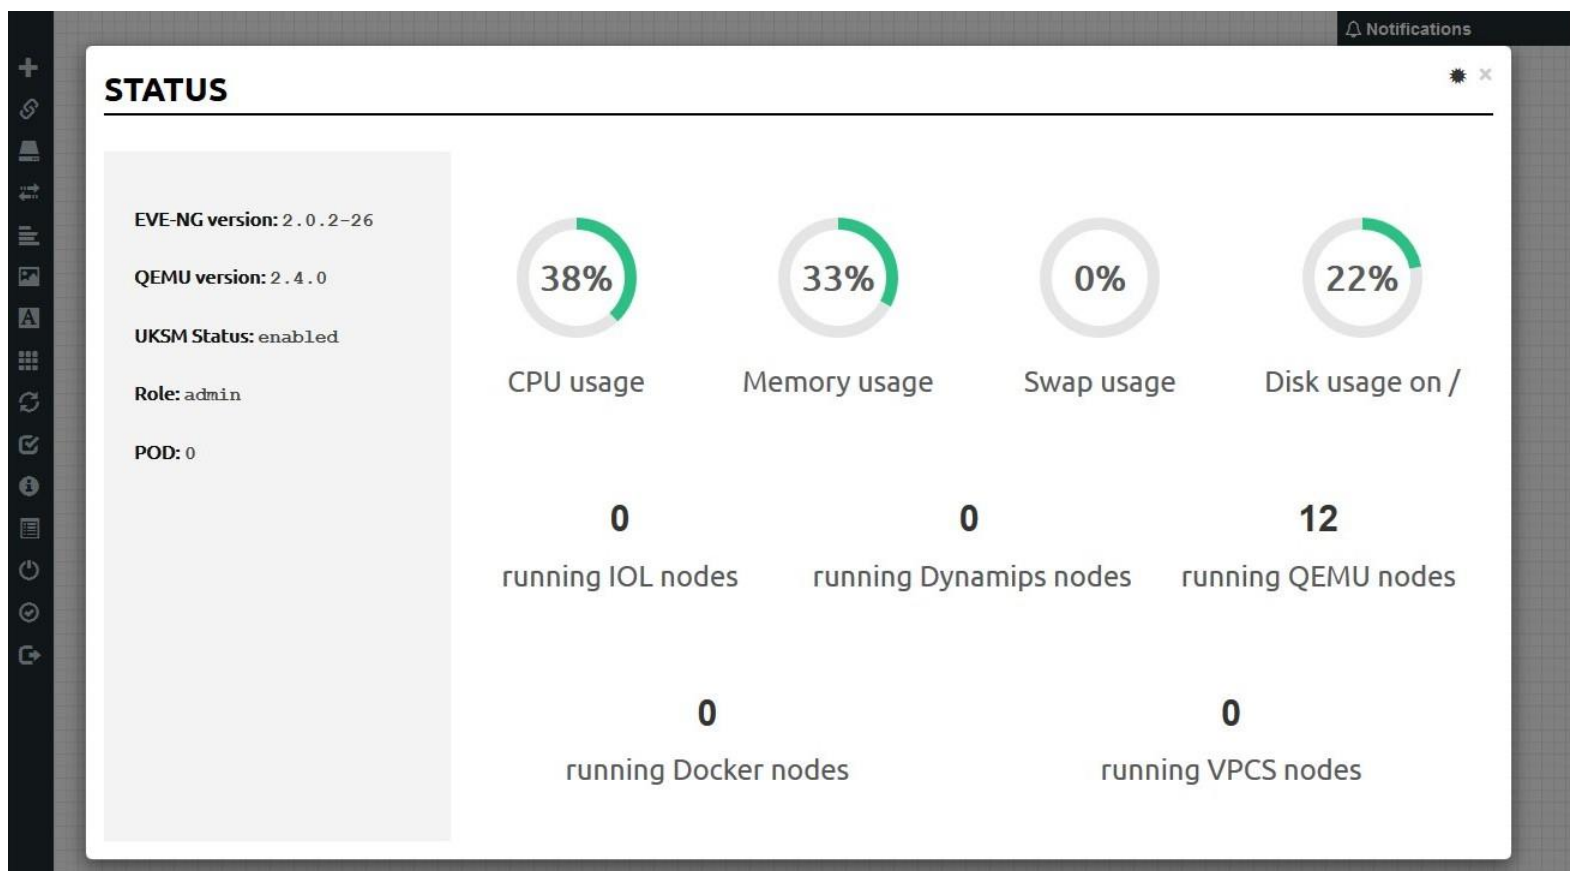 Notifications
STATUS
EVE-NG version: 2.0.2-26
QEMU version: 2.4.0
UKSM Status: enabled
Role: admin
POD: 0
38% 33% 0% 22%
CPU usage Memory usage Swap usage Disk usage on /
0 0 12
running IOL nodes running Dynamips nodes running QEMU nodes
0 0
running Docker nodes running VPCS nodes